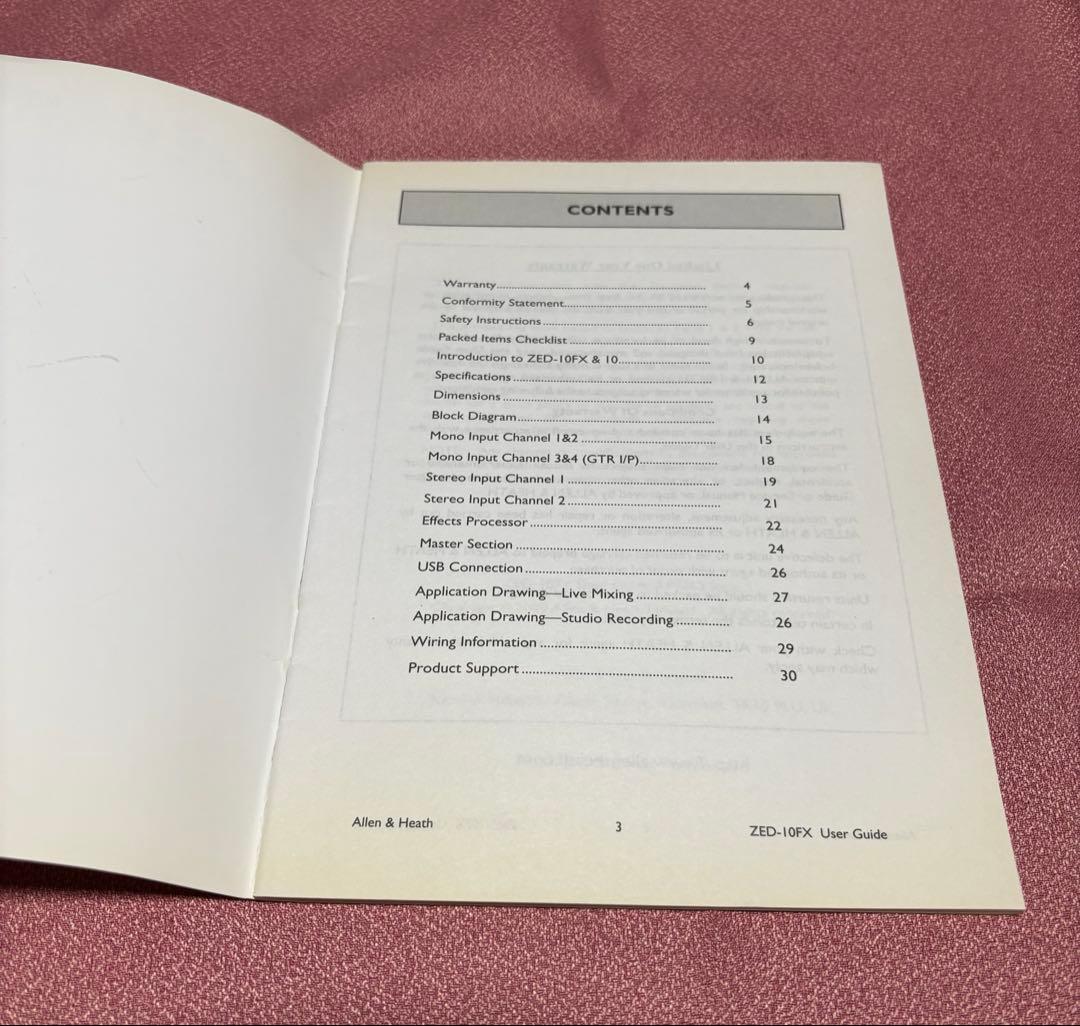 CONTENTS
Warranty 4
Conformity Statement 5
Safety Instructions 6
Packed Items Checklist 9
Introduction to ZED-10FX & 10 10
Specifications 12
Dimensions 13
Block Diagram 14
Mono Input Channel 1&2 15
Mono Input Channel 3&4 (GTR I/P) 18
Stereo Input Channel 1 19
Stereo Input Channel 2 21
Effects Processor 22
Master Section 24
USB Connection 26
Application Drawing—Live Mixing 27
Application Drawing—Studio Recording 26
Wiring Information 29
Product Support 30
Allen & Heath 3 ZED-10FX User Guide